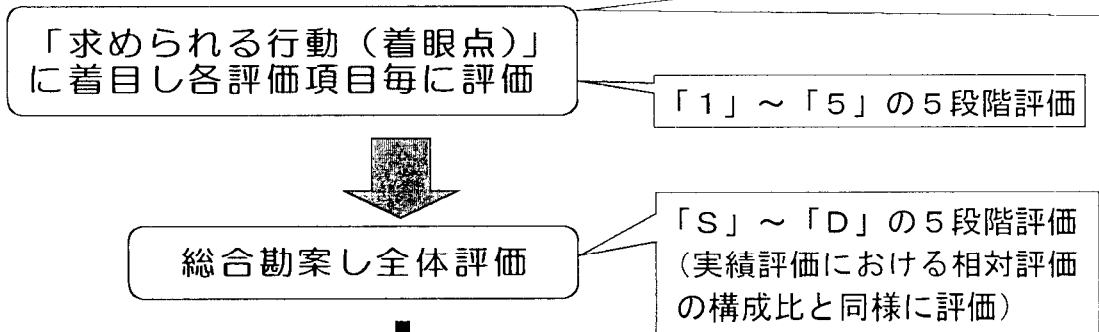 「求められる行動（着眼点）」
に着目し各評価項目毎に評価
「１」～「５」の５段階評価
総合勘案し全体評価
「Ｓ」～「Ｄ」の５段階評価
（実績評価における相対評価
の構成比と同様に評価）